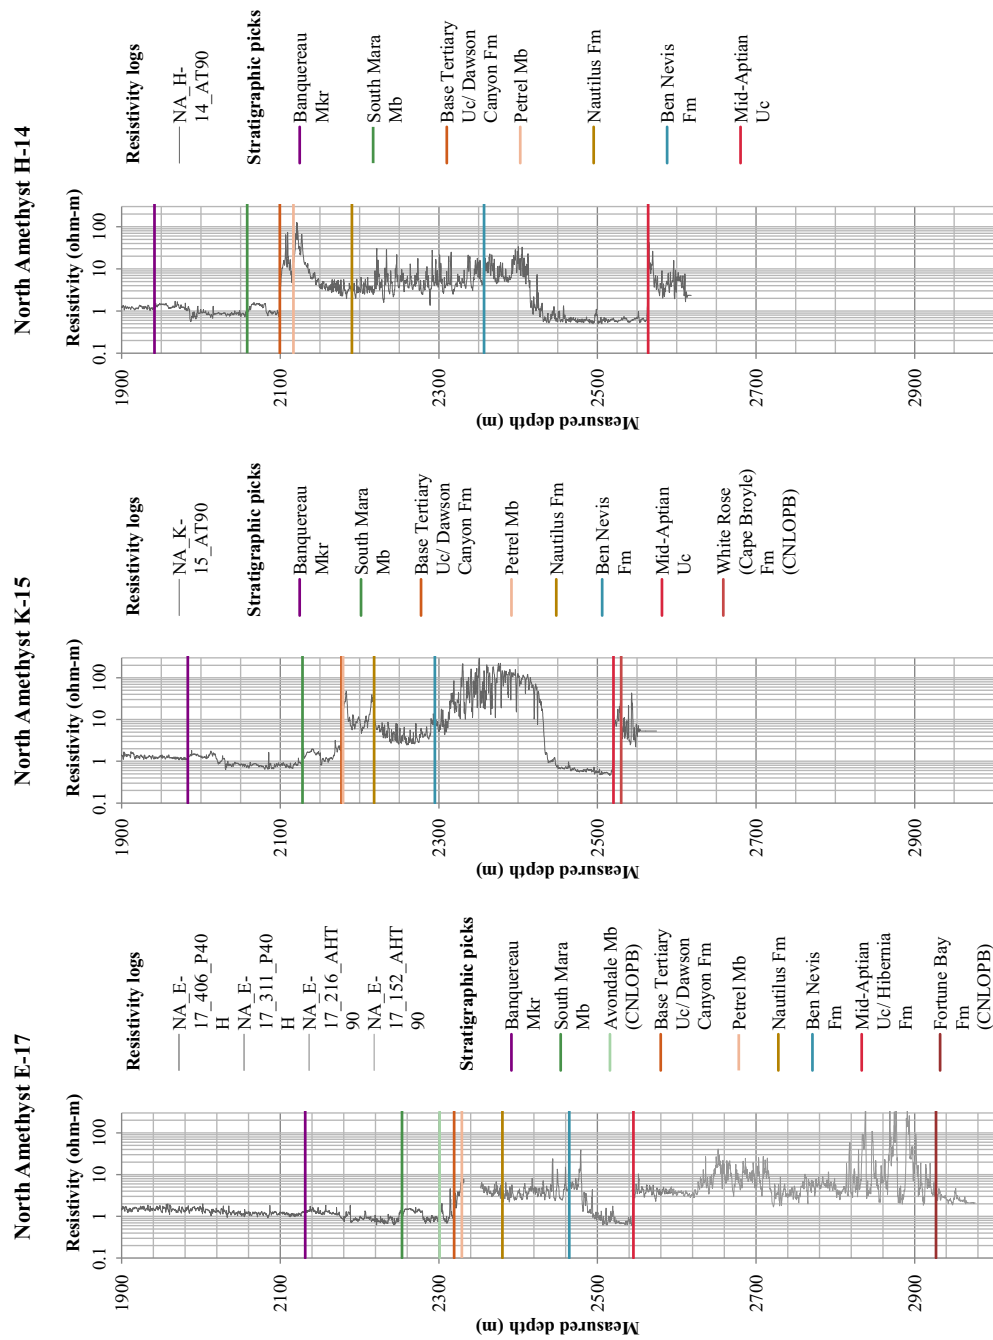 North Amethyst E-17
Resistivity (ohm-m)
0.1 1 10 100
1900
2100
2300
2500
2700
2900
Measured depth (m)
Resistivity logs
NA_E-
17_406_P40
H
NA_E-
17_311_P40
H
NA_E-
17_216_AHT
90
NA_E-
17_152_AHT
90
Stratigraphic picks
Banquereau
Mkr
South Mara
Mb
Avondale Mb
(CNLOPB)
Base Tertiary
Uc/ Dawson
Canyon Fm
Petrel Mb
Nautilus Fm
Ben Nevis
Fm
Mid-Aptian
Uc/ Hibernia
Fm
Fortune Bay
Fm
(CNLOPB)
North Amethyst K-15
Resistivity (ohm-m)
0.1 1 10 100
1900
2100
2300
2500
2700
2900
Measured depth (m)
Resistivity logs
NA_K-
15_AT90
Stratigraphic picks
Banquereau
Mkr
South Mara
Mb
Base Tertiary
Uc/ Dawson
Canyon Fm
Petrel Mb
Nautilus Fm
Ben Nevis
Fm
Mid-Aptian
Uc
White Rose
(Cape Broyle)
Fm
(CNLOPB)
North Amethyst H-14
Resistivity (ohm-m)
0.1 1 10 100
1900
2100
2300
2500
2700
2900
Measured depth (m)
Resistivity logs
NA_H-
14_AT90
Stratigraphic picks
Banquereau
Mkr
South Mara
Mb
Base Tertiary
Uc/ Dawson
Canyon Fm
Petrel Mb
Nautilus Fm
Ben Nevis
Fm
Mid-Aptian
Uc